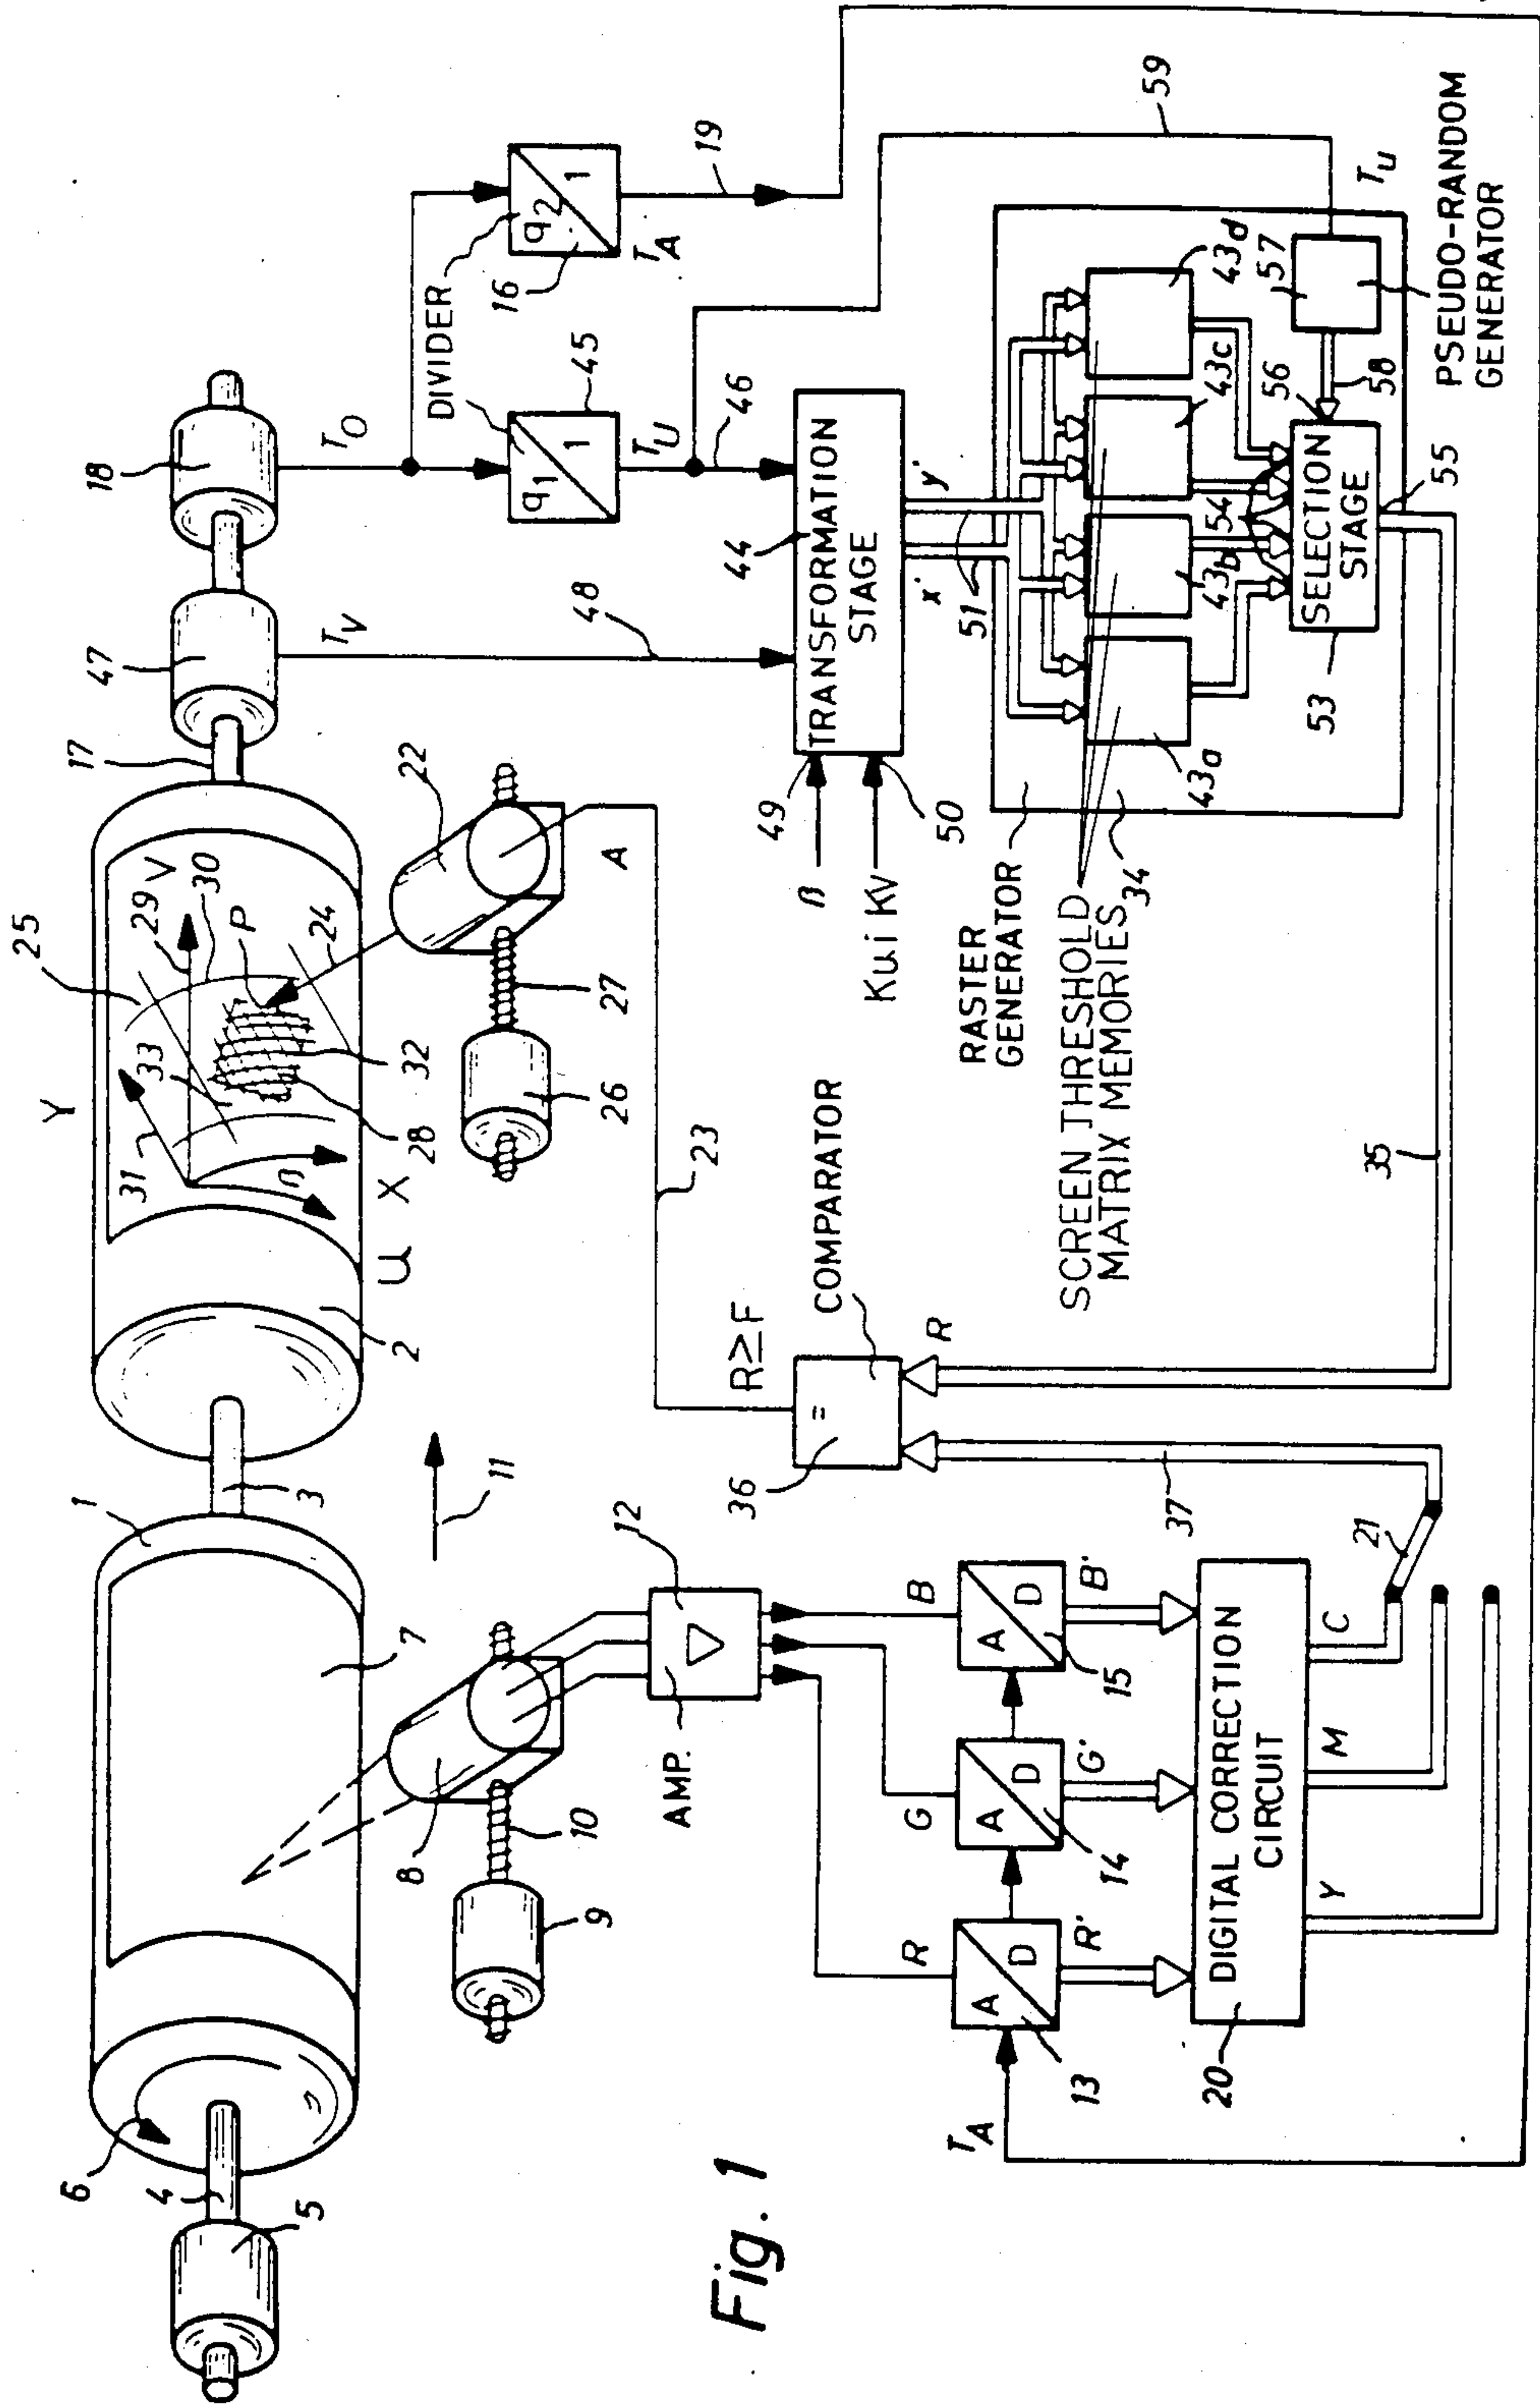 Fig. 1
1
2
3
4
5
6
7
8
9
10
11
12
AMP.
R
G
B
A
D
13
A
D
14
A
D
15
R'
G'
B'
T_A
DIGITAL CORRECTION
CIRCUIT
20
Y
M
C
21
37
36
=
R≥F
COMPARATOR
R
35
23
Y
25
V
29
30
P
24
33
31
28
32
β
X
U
17
22
A
26
27
47
18
T_V
T_O
48
DIVIDER
q1
1
45
T_U
46
q2
1
16
T_A
19
59
TRANSFORMATION
STAGE
44
49
β
50
x'
y'
51
RASTER
GENERATOR
SCREEN THRESHOLD
MATRIX MEMORIES
34
43a
43b
43c
43d
54
56
SELECTION
STAGE
53
55
57
58
T_U
PSEUDO-RANDOM
GENERATOR